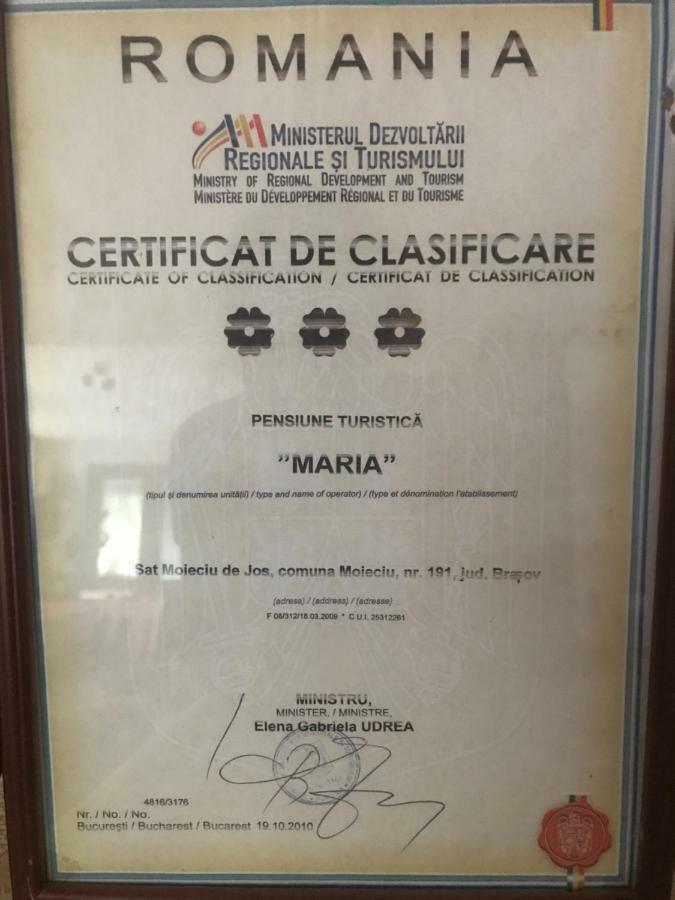 ROMANIA
MINISTERUL DEZVOLTĂRII
REGIONALE ŞI TURISMULUI
MINISTRY OF REGIONAL DEVELOPMENT AND TOURISM
MINISTÈRE DU DÉVELOPPEMENT RÉGIONAL ET DU TOURISME
CERTIFICAT DE CLASIFICARE
CERTIFICATE OF CLASSIFICATION / CERTIFICAT DE CLASSIFICATION
PENSIUNE TURISTICĂ
”MARIA”
(tipul şi denumirea unităţii) / type and name of operator) / (type et dénomination l'etablissement)
Sat Moieciu de Jos, comuna Moieciu, nr. 191, jud. Braşov
(adresa) / (address) / (adresse)
F 08/312/18.03.2009 * C.U.I. 25312261
MINISTRU,
MINISTER, / MINISTRE,
Elena Gabriela UDREA
4816/3176
Nr. / No. / No.
Bucureşti / Bucharest / Bucarest 19.10.2010